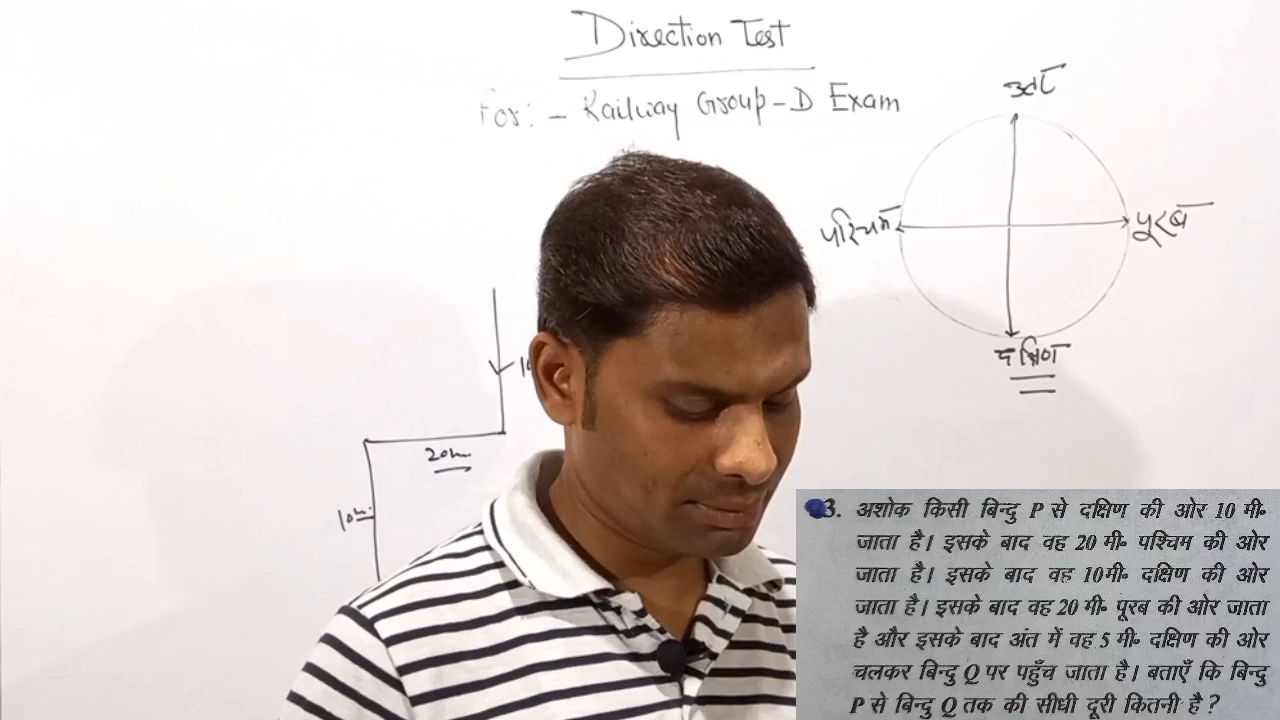 Direction Test
For: - Railway Group-D Exam
उत्तर
पश्चिम
पूरब
दक्षिण
20m
10m
3. अशोक किसी बिन्दु P से दक्षिण की ओर 10 मी॰
जाता है। इसके बाद वह 20 मी॰ पश्चिम की ओर
जाता है। इसके बाद वह 10मी॰ दक्षिण की ओर
जाता है। इसके बाद वह 20 मी॰ पूरब की ओर जाता
है और इसके बाद अंत में वह 5 मी॰ दक्षिण की ओर
चलकर बिन्दु Q पर पहुँच जाता है। बताएँ कि बिन्दु
P से बिन्दु Q तक की सीधी दूरी कितनी है ?